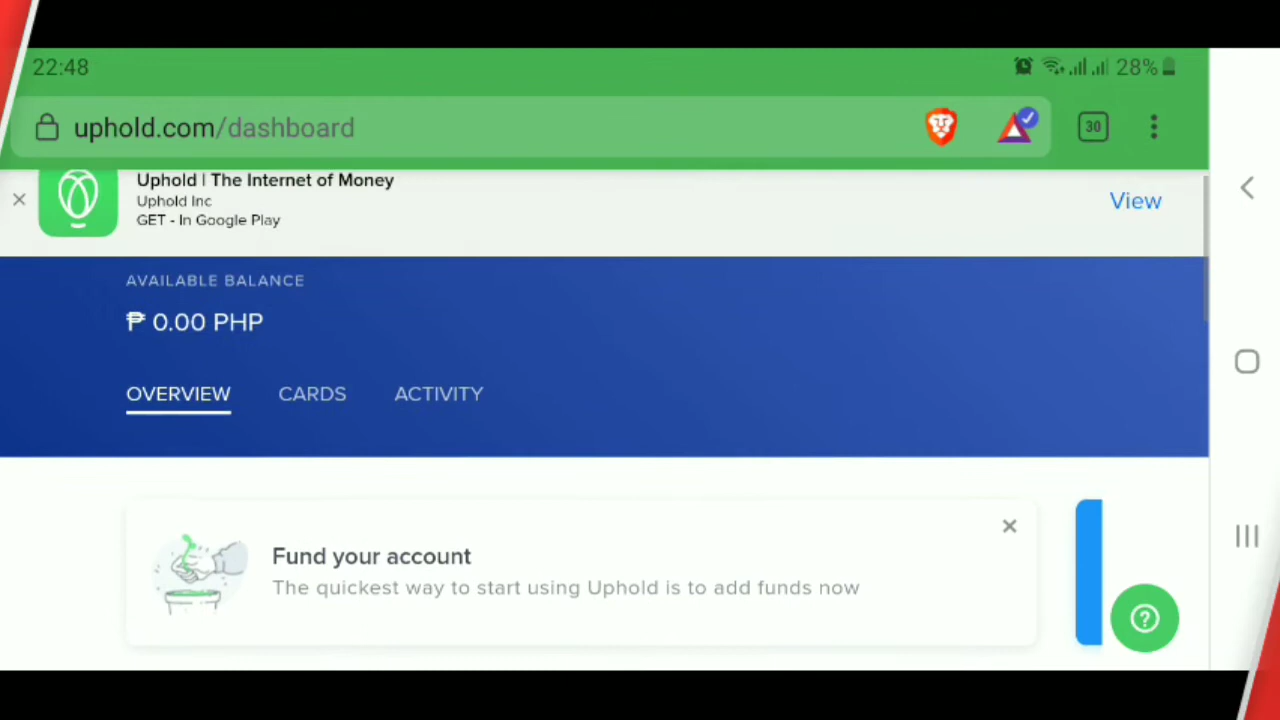 22:48
28%
uphold.com/dashboard
30
Uphold | The Internet of Money
Uphold Inc
GET - In Google Play
View
AVAILABLE BALANCE
₱ 0.00 PHP
OVERVIEW CARDS ACTIVITY
Fund your account
The quickest way to start using Uphold is to add funds now
?